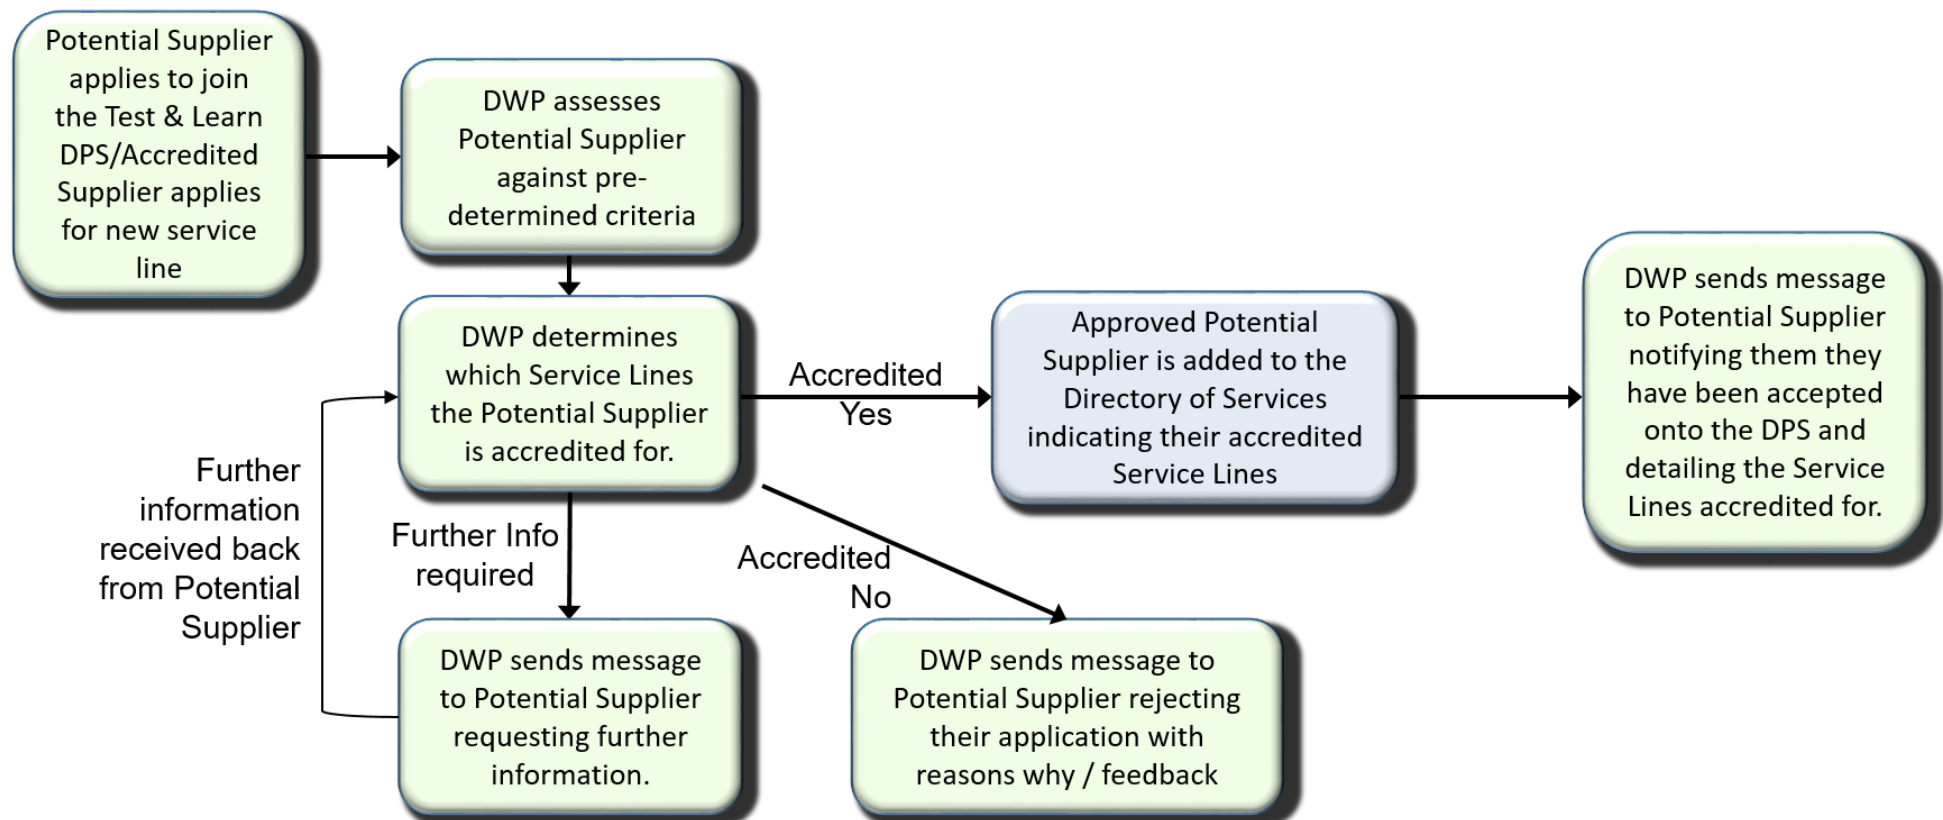 Potential Supplier
applies to join
the Test & Learn
DPS/Accredited
Supplier applies
for new service
line
DWP assesses
Potential Supplier
against pre-
determined criteria
DWP determines
which Service Lines
the Potential Supplier
is accredited for.
Accredited
Yes
Approved Potential
Supplier is added to the
Directory of Services
indicating their accredited
Service Lines
DWP sends message
to Potential Supplier
notifying them they
have been accepted
onto the DPS and
detailing the Service
Lines accredited for.
Further
information
received back
from Potential
Supplier
Further Info
required
Accredited
No
DWP sends message
to Potential Supplier
requesting further
information.
DWP sends message to
Potential Supplier rejecting
their application with
reasons why / feedback